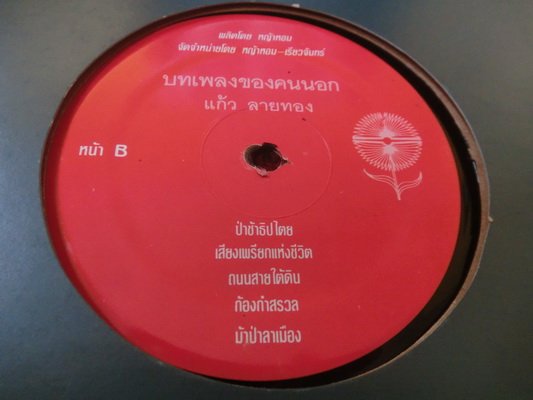 ผลิตโดย หญ้าหอม
จัดจำหน่ายโดย หญ้าหอม-เรียวจันทร์
บทเพลงของคนนอก
แก้ว ลายทอง
หน้า B
ป่าช้าธิปไตย
เสียงเพรียกแห่งชีวิต
ถนนสายใต้ดิน
ก้องกำสรวล
ม้าป่าลาเมือง